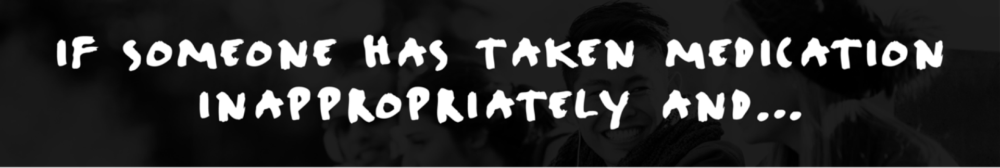 IF SOMEONE HAS TAKEN MEDICATION
INAPPROPRIATELY AND...